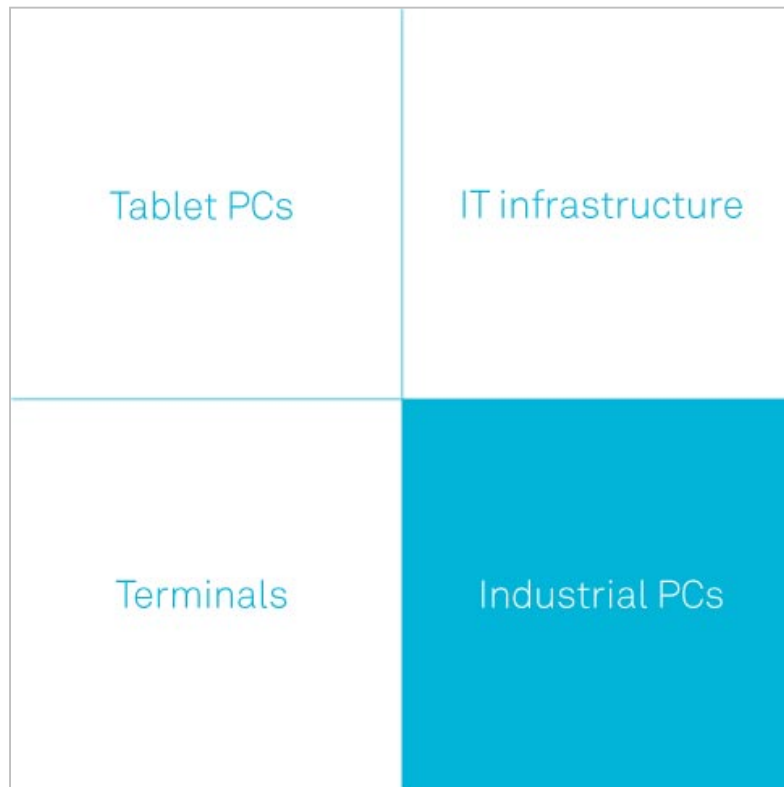 Tablet PCs
IT infrastructure
Terminals
Industrial PCs